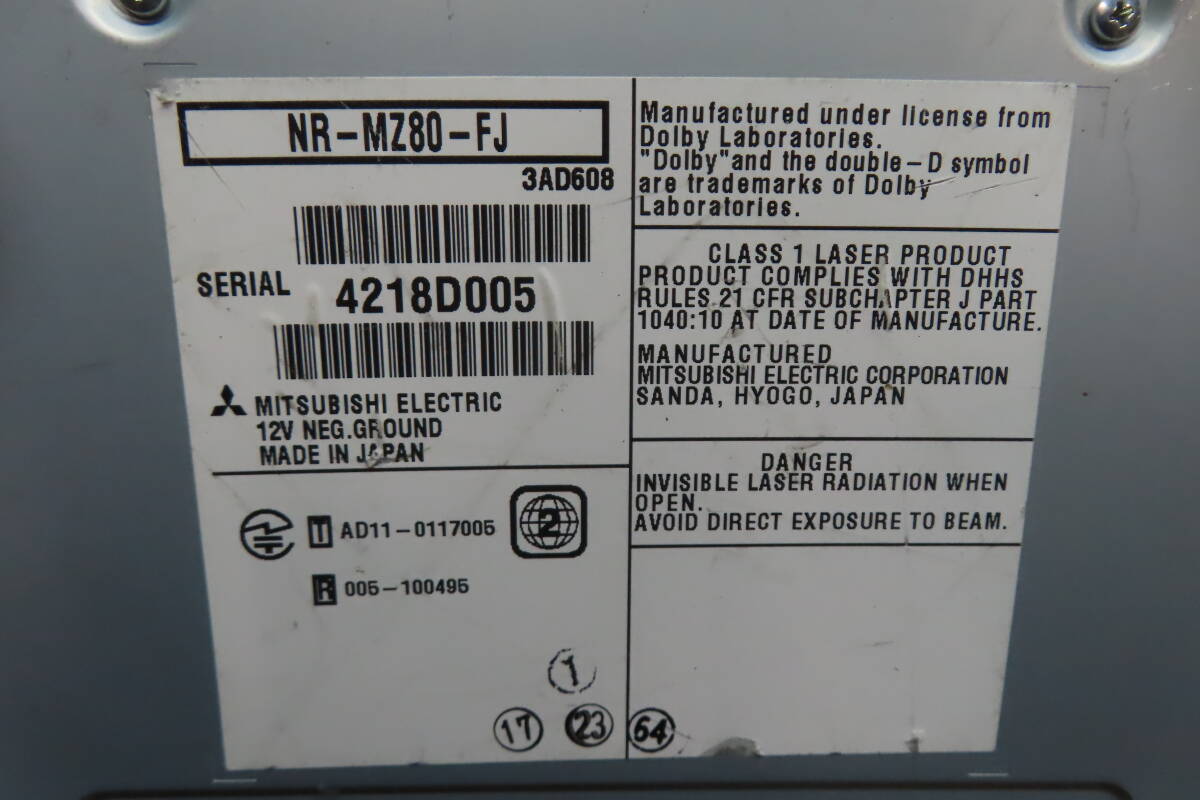 NR-MZ80-FJ
3AD608
SERIAL 4218D005
MITSUBISHI ELECTRIC
12V NEG.GROUND
MADE IN JAPAN
T AD11-0117005
2
R 005-100495
1
17 23 64
Manufactured under license from
Dolby Laboratories.
"Dolby"and the double-D symbol
are trademarks of Dolby
Laboratories.
CLASS 1 LASER PRODUCT
PRODUCT COMPLIES WITH DHHS
RULES 21 CFR SUBCHAPTER J PART
1040:10 AT DATE OF MANUFACTURE.
MANUFACTURED
MITSUBISHI ELECTRIC CORPORATION
SANDA, HYOGO, JAPAN
DANGER
INVISIBLE LASER RADIATION WHEN
OPEN.
AVOID DIRECT EXPOSURE TO BEAM.